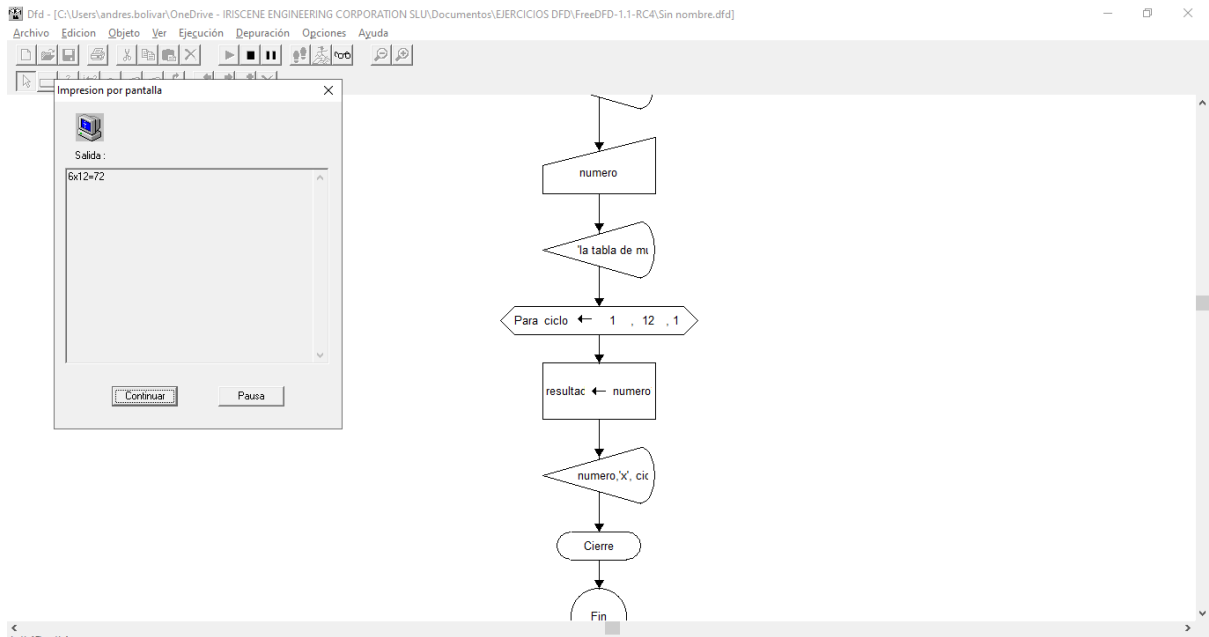 Dfd - [C:\Users\andres.bolivar\OneDrive - IRISCENE ENGINEERING CORPORATION SLU\Documentos\EJERCICIOS DFD\FreeDFD-1.1-RC4\Sin nombre.dfd]
Archivo Edicion Objeto Ver Ejecución Depuración Opciones Ayuda
Impresion por pantalla
Salida :
6x12=72
Continuar Pausa
numero
'la tabla de mu
Para ciclo ← 1 , 12 , 1
resultac ← numero
numero,'x', cic
Cierre
Fin